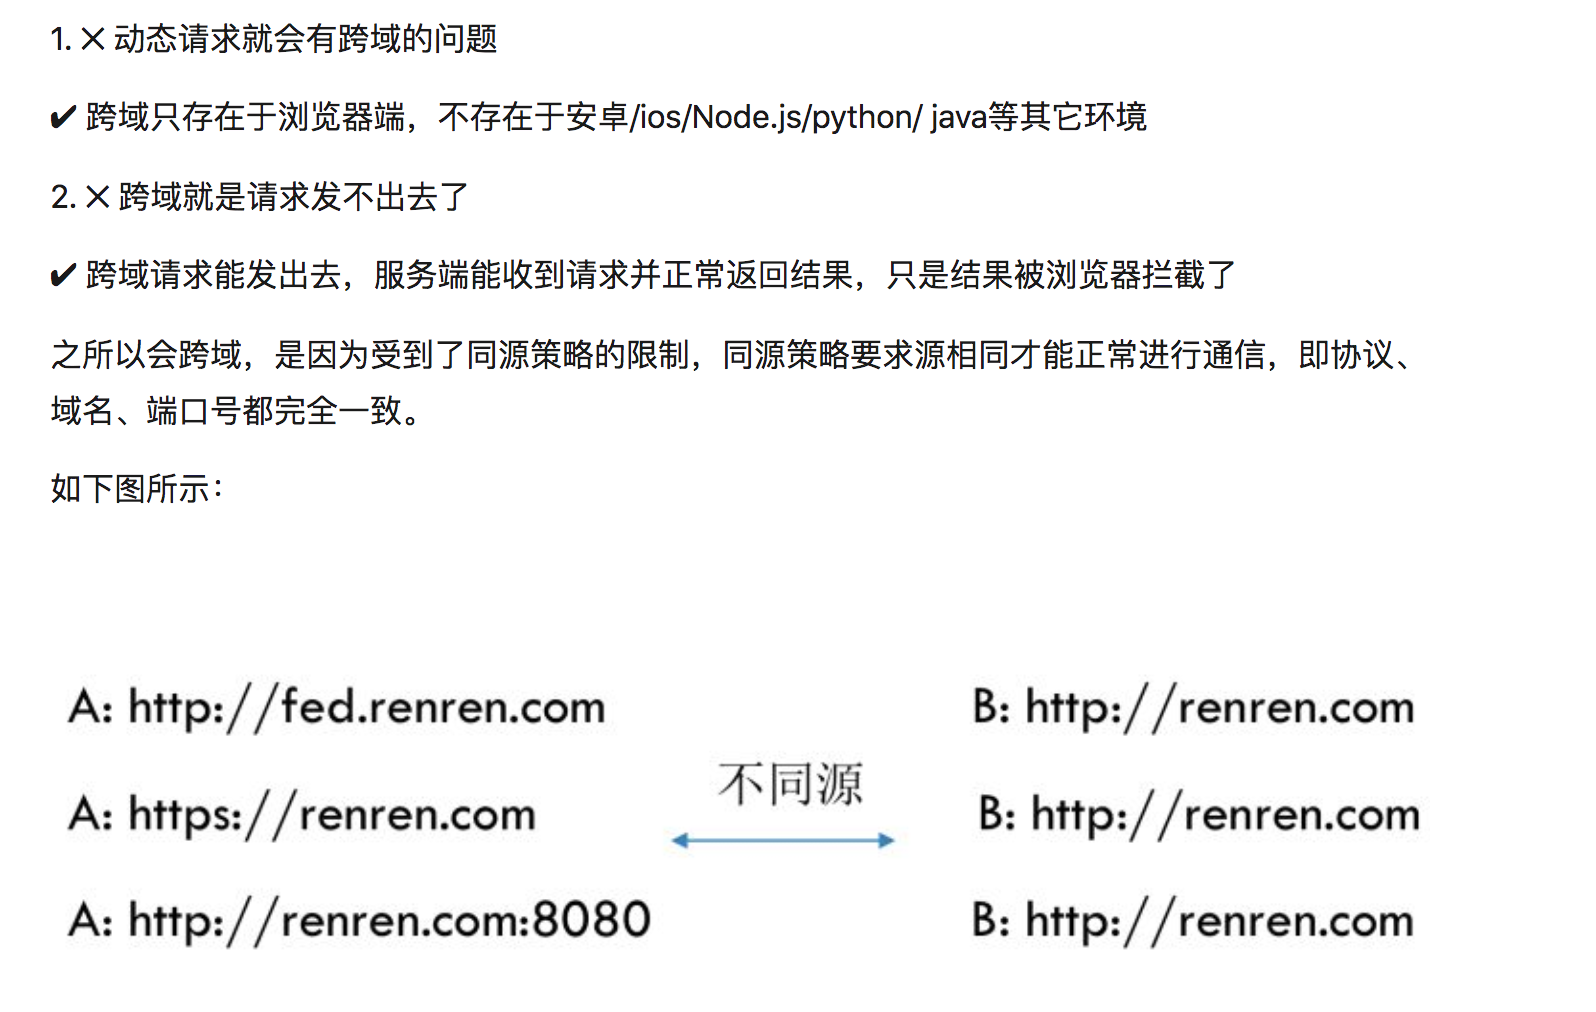 1. ✕ 动态请求就会有跨域的问题
✔ 跨域只存在于浏览器端，不存在于安卓/ios/Node.js/python/ java等其它环境
2. ✕ 跨域就是请求发不出去了
✔ 跨域请求能发出去，服务端能收到请求并正常返回结果，只是结果被浏览器拦截了
之所以会跨域，是因为受到了同源策略的限制，同源策略要求源相同才能正常进行通信，即协议、
域名、端口号都完全一致。
如下图所示：
A: http://fed.renren.com
B: http://renren.com
不同源
A: https://renren.com
B: http://renren.com
A: http://renren.com:8080
B: http://renren.com